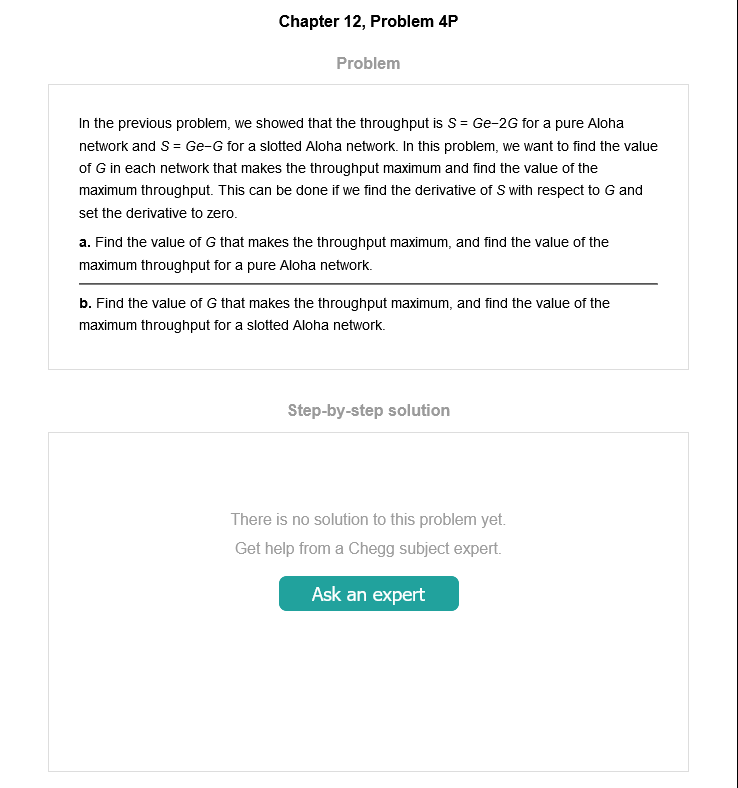 Chapter 12, Problem 4P
Problem
In the previous problem, we showed that the throughput is S = Ge−2G for a pure Aloha
network and S = Ge−G for a slotted Aloha network. In this problem, we want to find the value
of G in each network that makes the throughput maximum and find the value of the
maximum throughput. This can be done if we find the derivative of S with respect to G and
set the derivative to zero.
a. Find the value of G that makes the throughput maximum, and find the value of the
maximum throughput for a pure Aloha network.
b. Find the value of G that makes the throughput maximum, and find the value of the
maximum throughput for a slotted Aloha network.
Step-by-step solution
There is no solution to this problem yet.
Get help from a Chegg subject expert.
Ask an expert